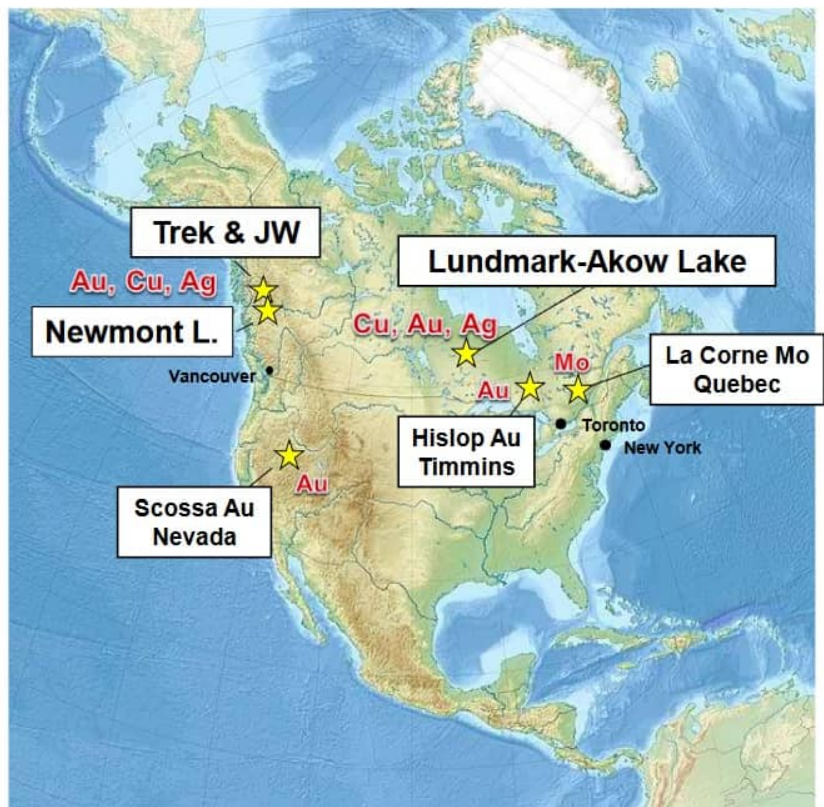 Trek & JW
Au, Cu, Ag
Newmont L.
Vancouver
Lundmark-Akow Lake
Cu, Au, Ag
Mo
Au
La Corne Mo
Quebec
Hislop Au
Timmins
Toronto
New York
Au
Scossa Au
Nevada